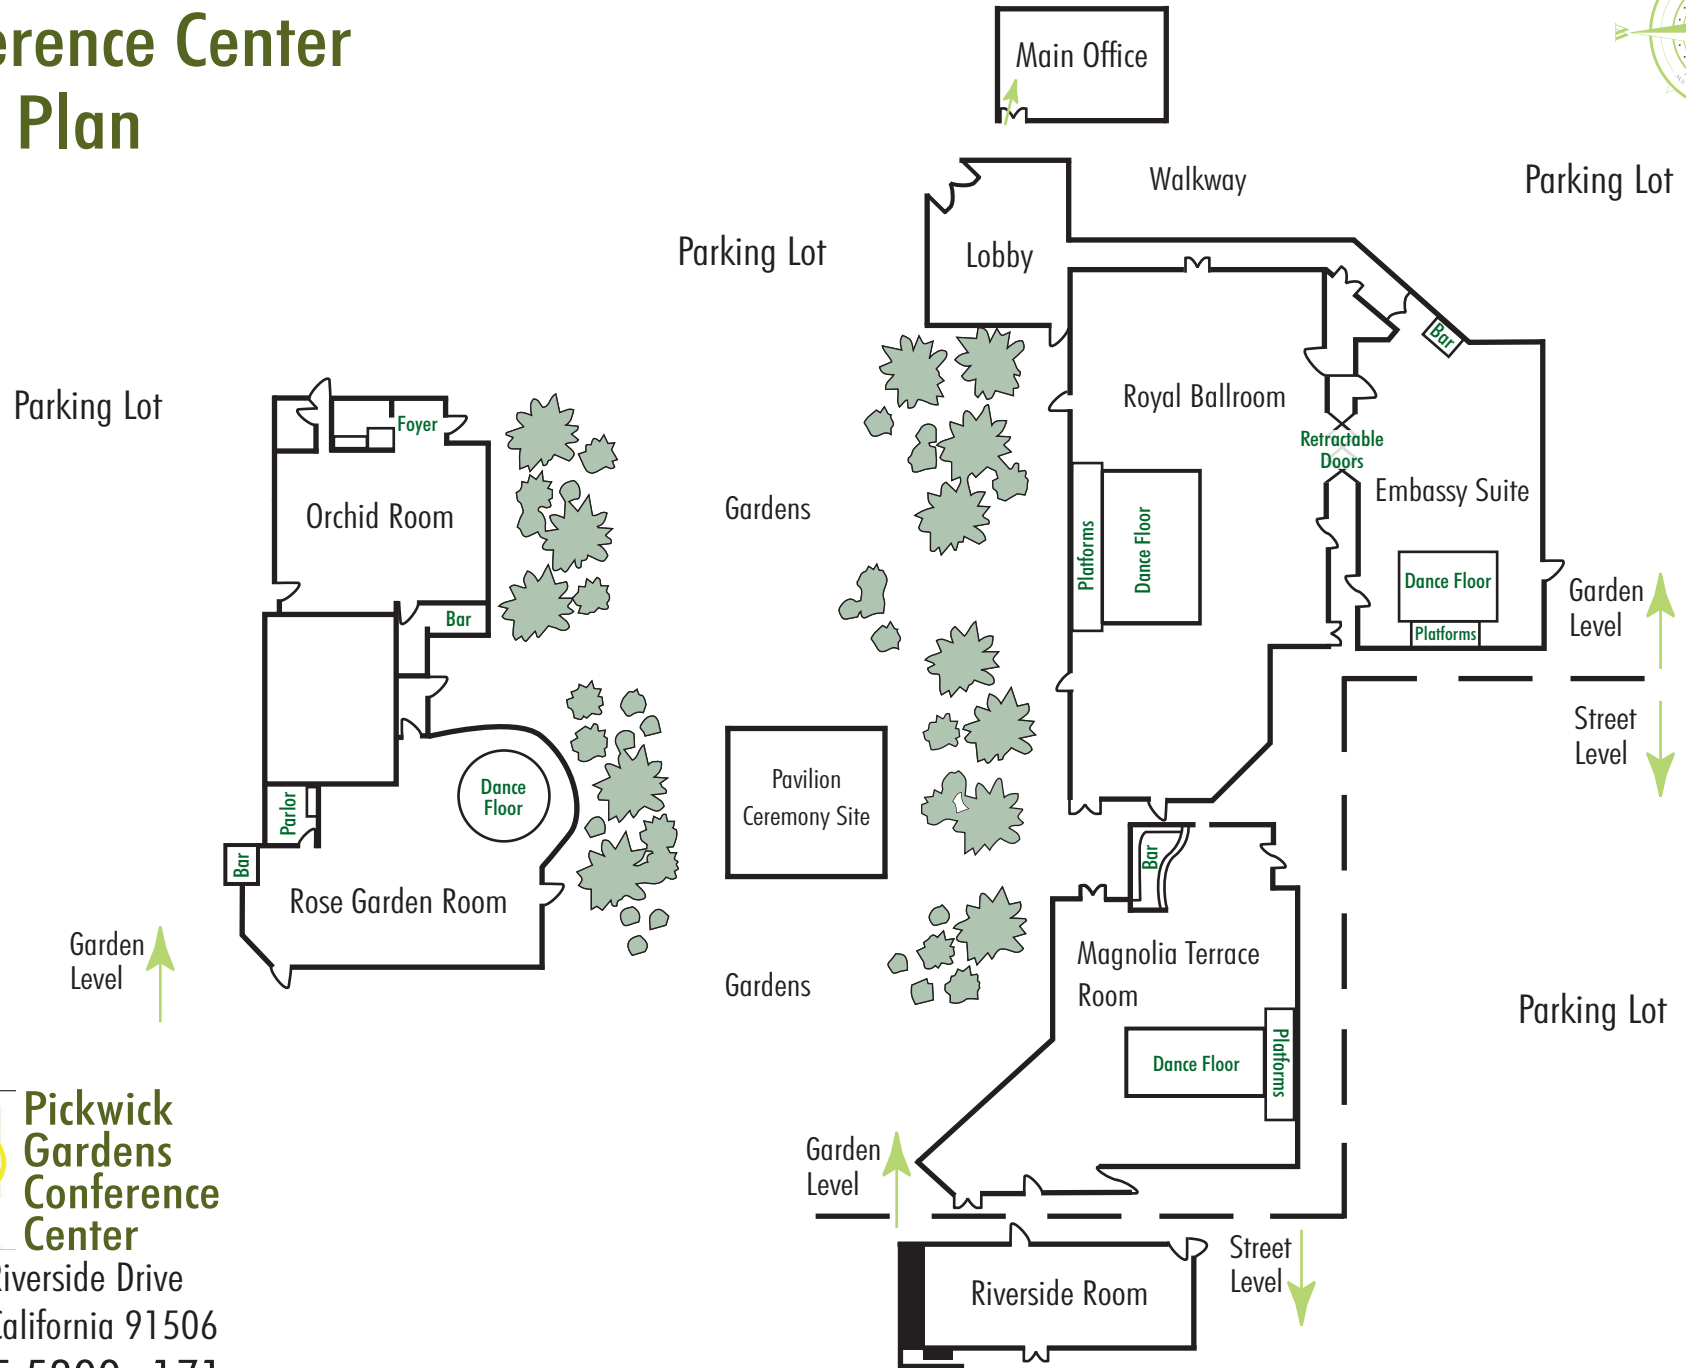 erence Center
Plan
Main Office
Walkway
Parking Lot
Parking Lot
Lobby
Bar
Parking Lot
Royal Ballroom
Foyer
Retractable
Doors
Embassy Suite
Gardens
Orchid Room
Platforms
Dance Floor
Dance Floor
Platforms
Garden
Level
Bar
Street
Level
Pavilion
Ceremony Site
Dance
Floor
Parlor
Bar
Bar
Rose Garden Room
Garden
Level
Gardens
Magnolia Terrace
Room
Parking Lot
Dance Floor
Platforms
Pickwick
Gardens
Conference
Center
Garden
Level
Riverside Drive
California 91506
Street
Level
Riverside Room